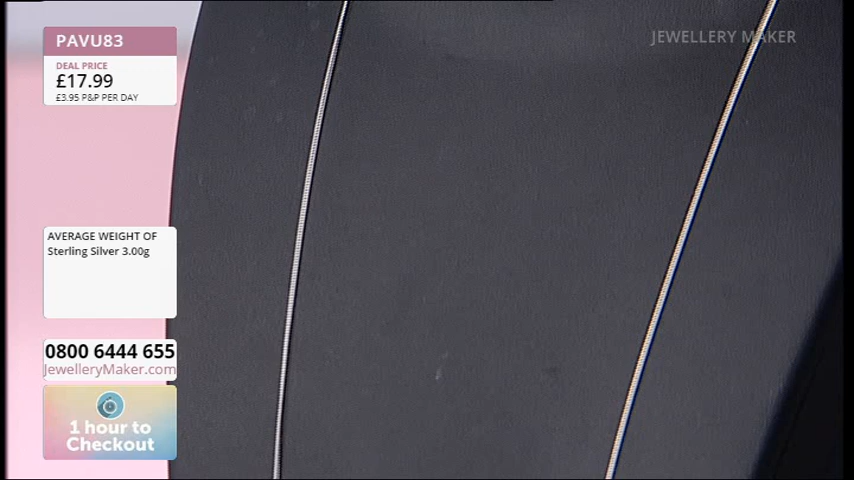 PAVU83
DEAL PRICE
£17.99
£3.95 P&P PER DAY
JEWELLERY MAKER
AVERAGE WEIGHT OF
Sterling Silver 3.00g
0800 6444 655
JewelleryMaker.com
1 hour to
Checkout